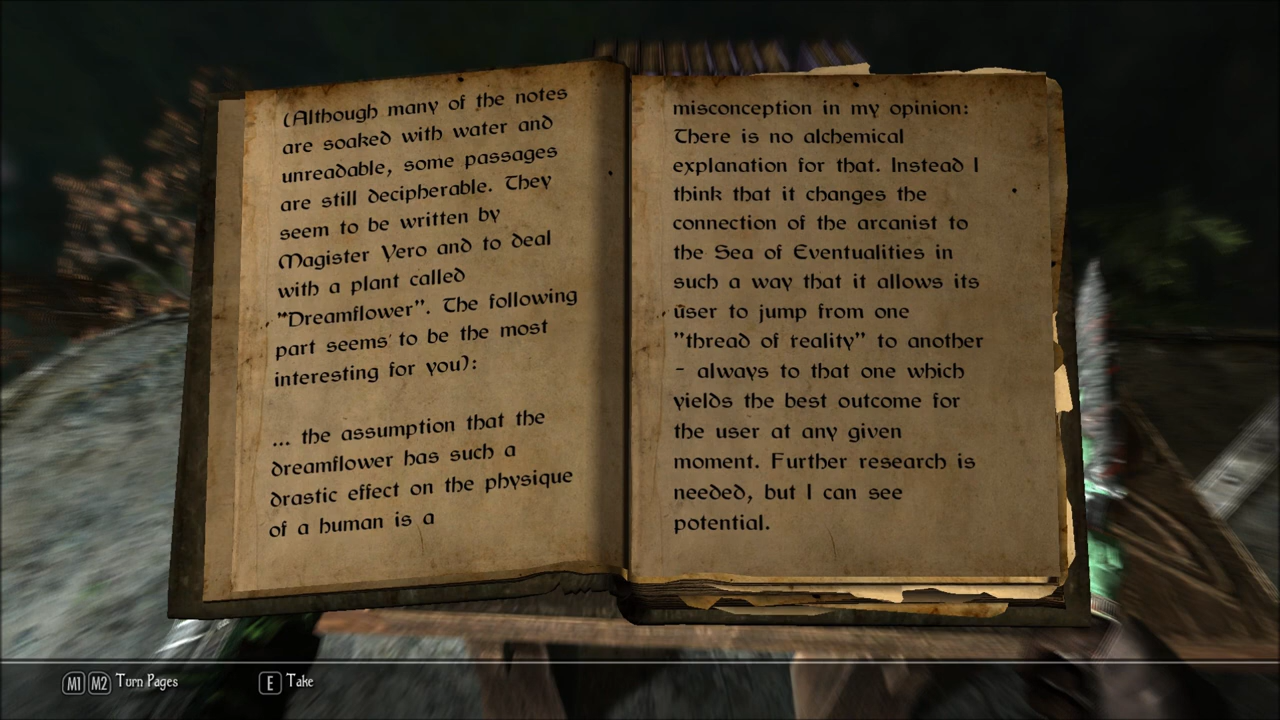 (Although many of the notes
are soaked with water and
unreadable, some passages
are still decipherable. They
seem to be written by
Magister Yero and to deal
with a plant called
"Dreamflower". The following
part seems to be the most
interesting for you):
... the assumption that the
dreamflower has such a
drastic effect on the physique
of a human is a
misconception in my opinion:
There is no alchemical
explanation for that. Instead I
think that it changes the
connection of the arcanist to
the Sea of Eventualities in
such a way that it allows its
user to jump from one
"thread of reality" to another
- always to that one which
yields the best outcome for
the user at any given
moment. Further research is
needed, but I can see
potential.
M1 M2 Turn Pages
E Take